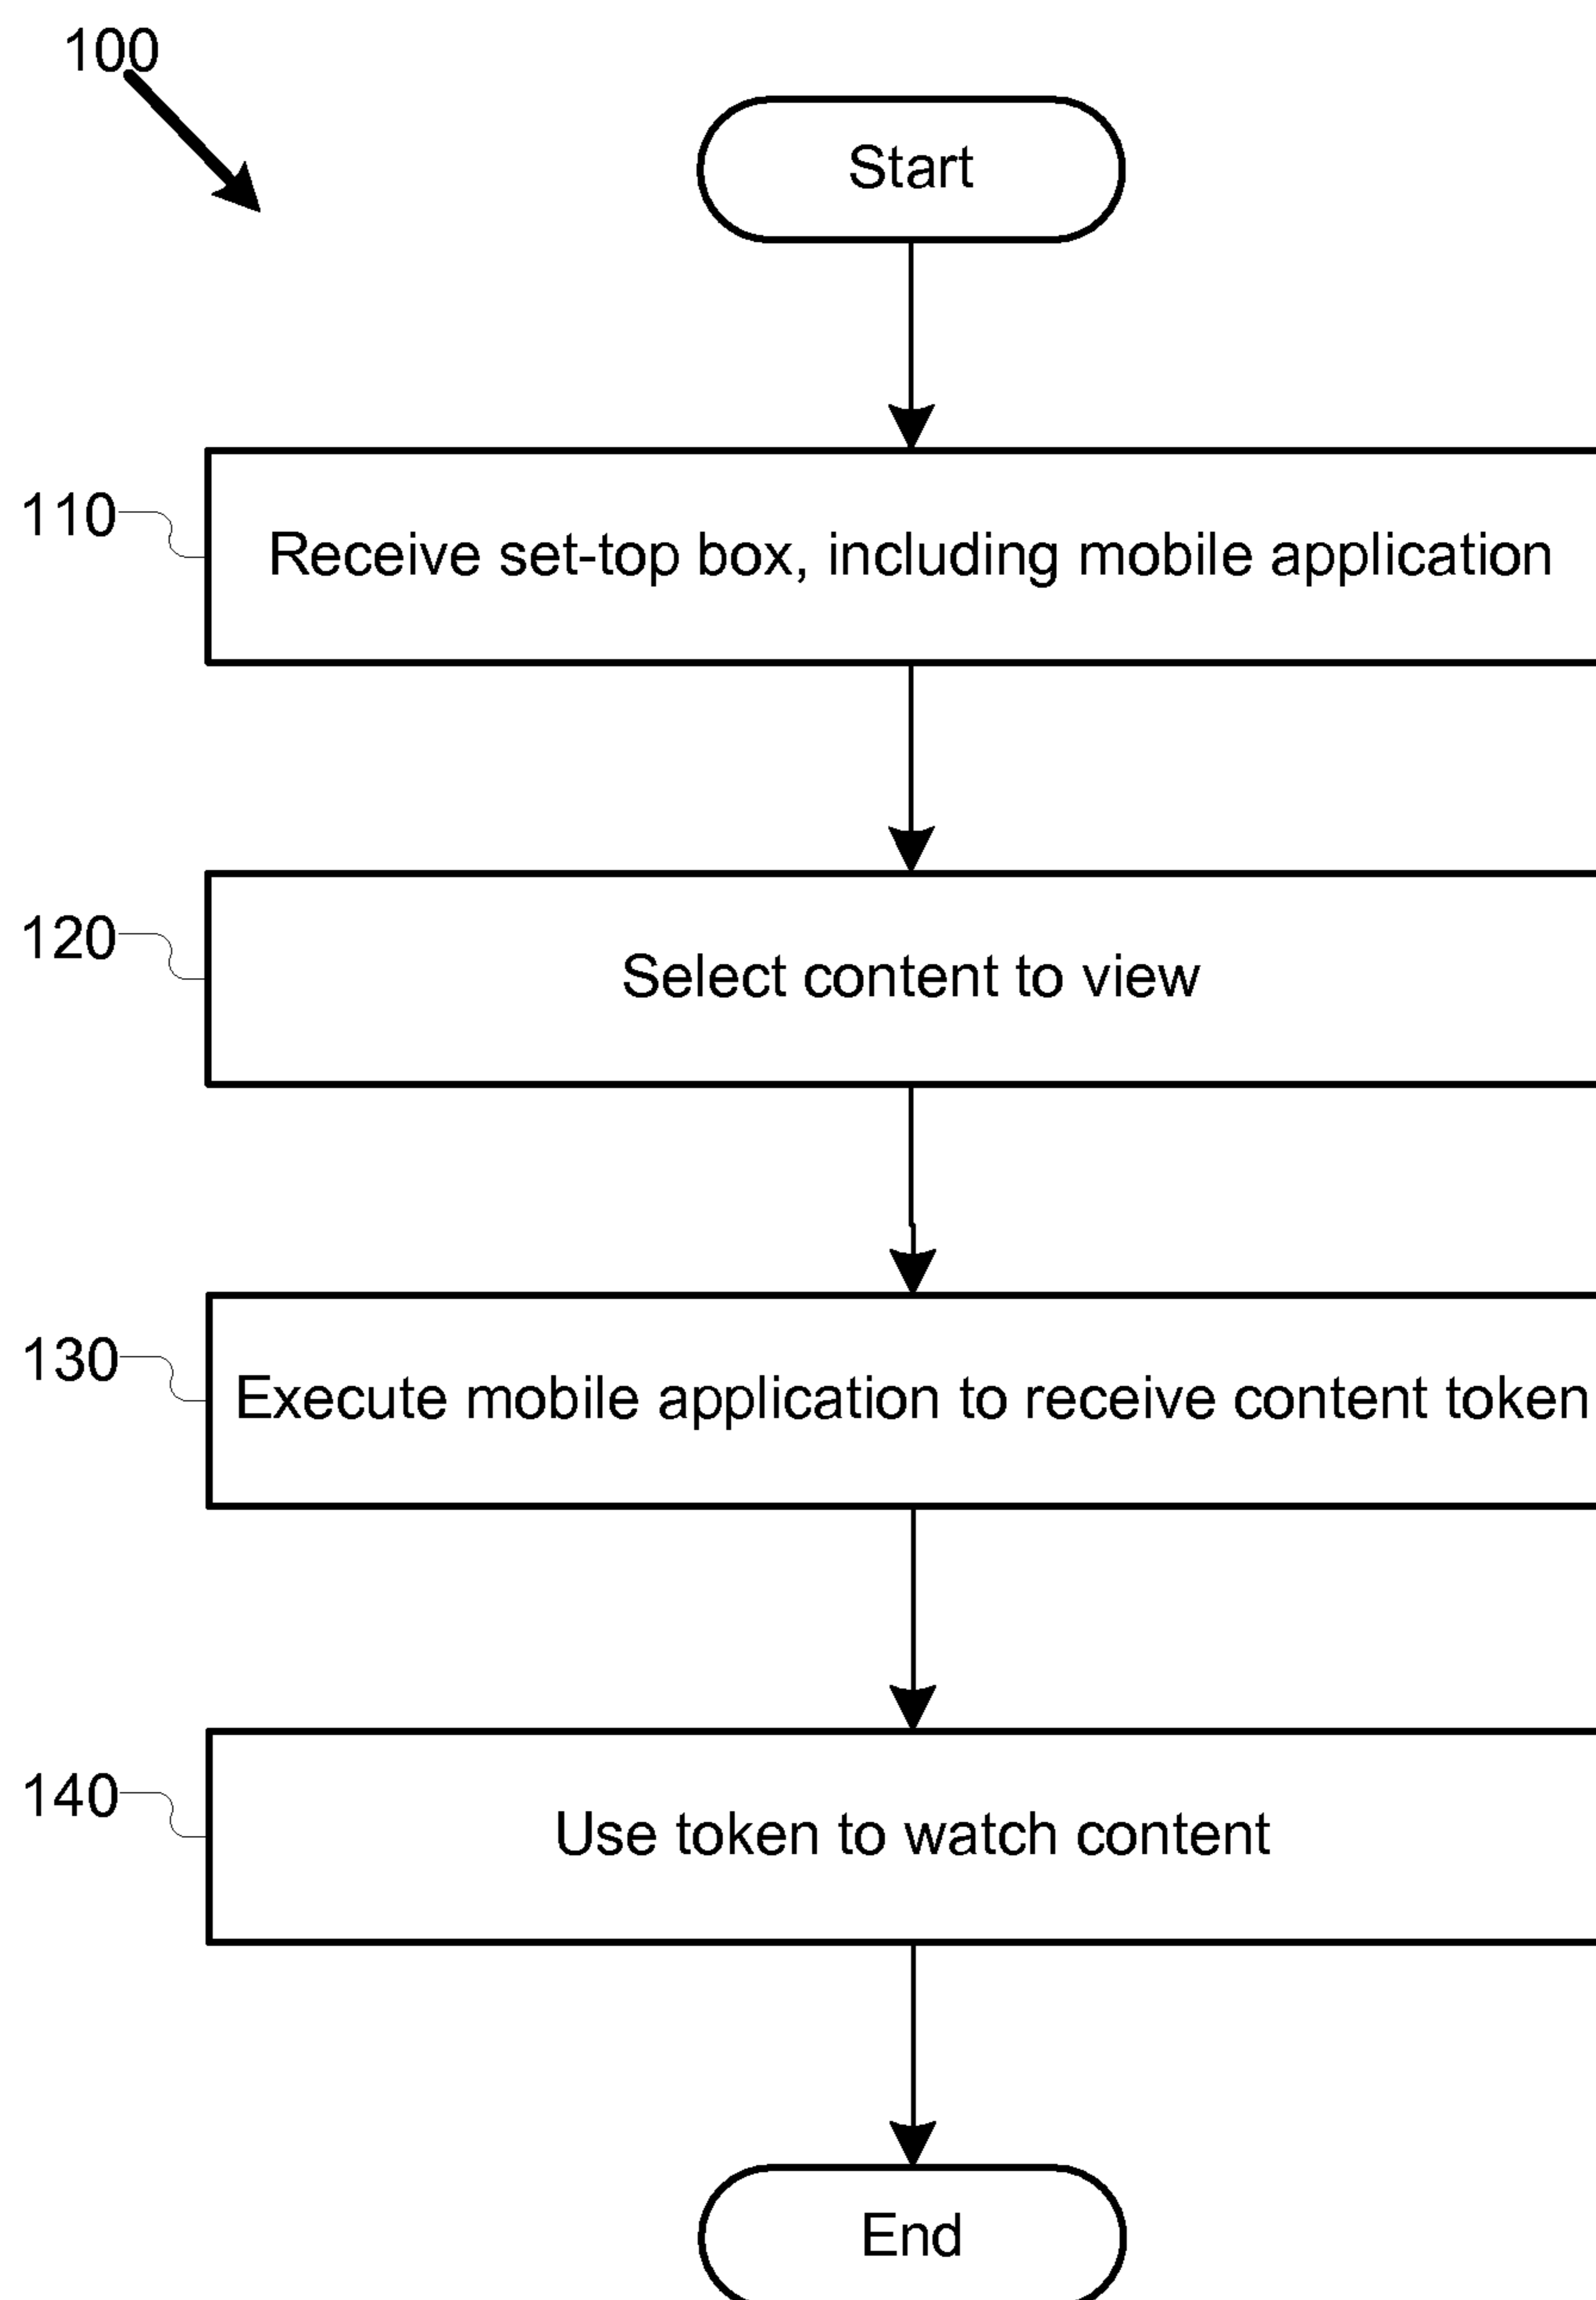 100
Start
110
Receive set-top box, including mobile application
120
Select content to view
130
Execute mobile application to receive content token
140
Use token to watch content
End